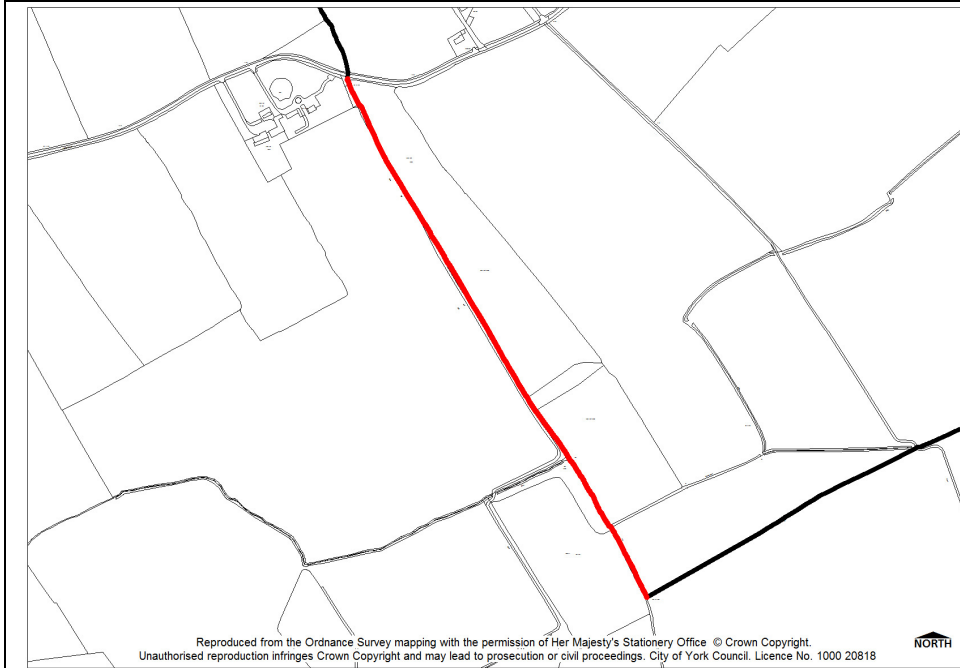 Reproduced from the Ordnance Survey mapping with the permission of Her Majesty's Stationery Office © Crown Copyright.
Unauthorised reproduction infringes Crown Copyright and may lead to prosecution or civil proceedings. City of York Council. Licence No. 1000 20818
NORTH